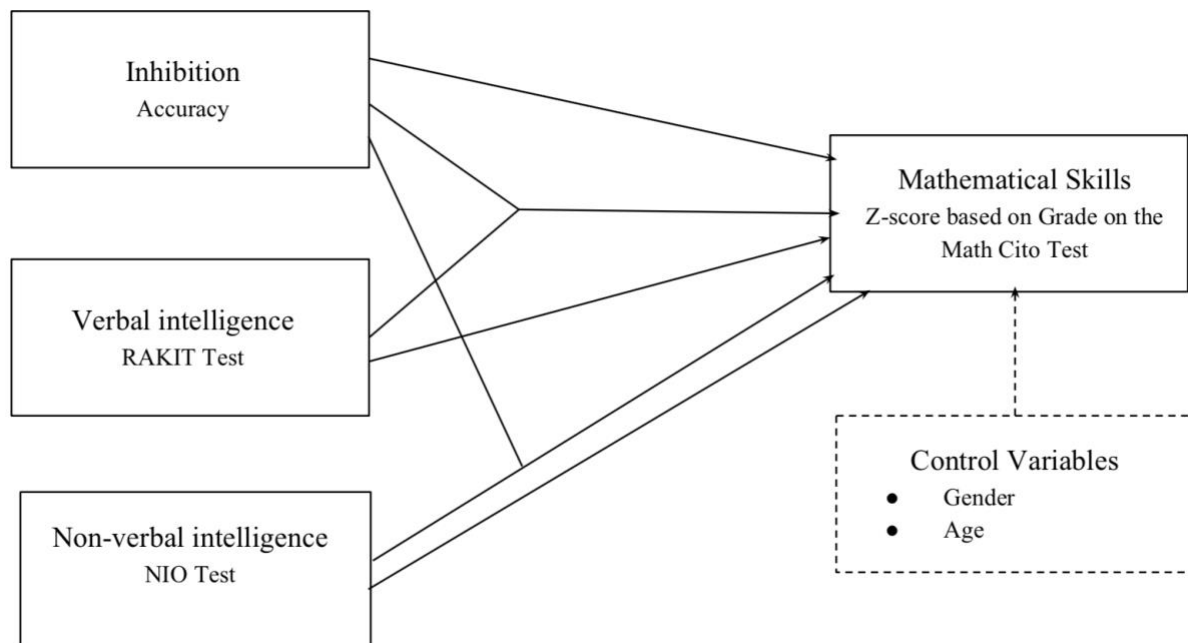 Inhibition
Accuracy
Verbal intelligence
RAKIT Test
Non-verbal intelligence
NIO Test
Mathematical Skills
Z-score based on Grade on the
Math Cito Test
Control Variables
● Gender
● Age